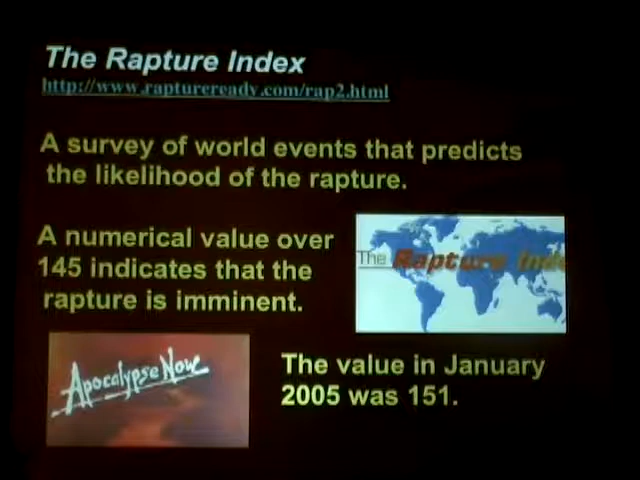 The Rapture Index
http://www.raptureready.com/rap2.html
A survey of world events that predicts
the likelihood of the rapture.
A numerical value over
145 indicates that the
rapture is imminent.
The Rapture Inde
Apocalypse Now
The value in January
2005 was 151.